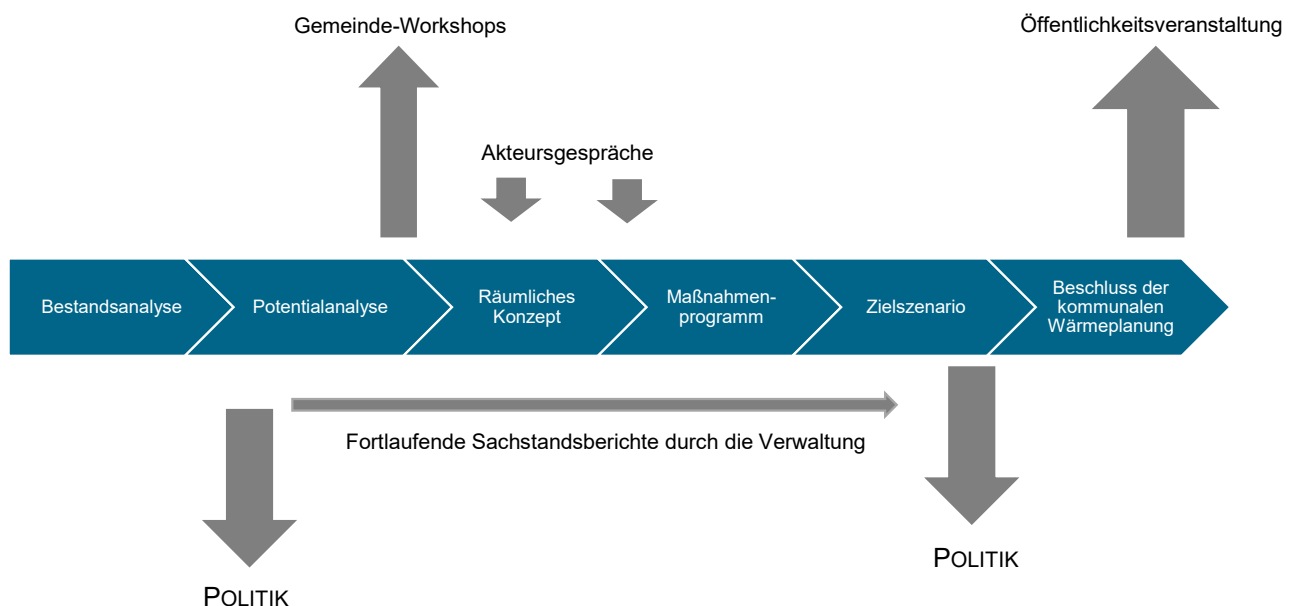 Gemeinde-Workshops
Öffentlichkeitsveranstaltung
Akteursgespräche
Bestandsanalyse
Potentialanalyse
Räumliches
Konzept
Maßnahmen-
programm
Zielszenario
Beschluss der
kommunalen
Wärmeplanung
Fortlaufende Sachstandsberichte durch die Verwaltung
POLITIK
POLITIK